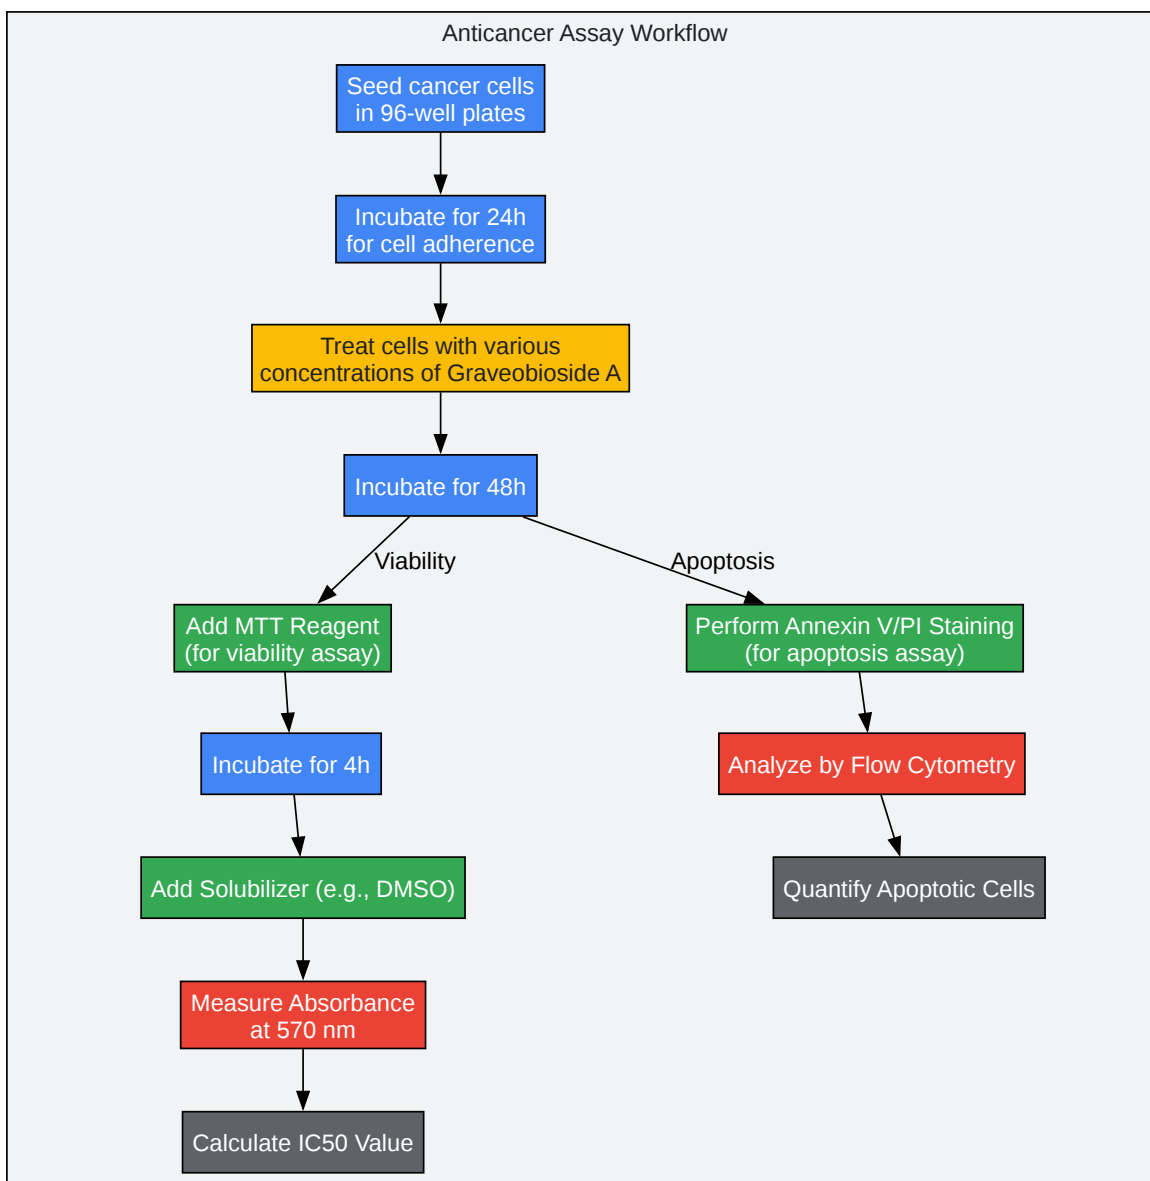 Anticancer Assay Workflow
Seed cancer cells
in 96-well plates
Incubate for 24h
for cell adherence
Treat cells with various
concentrations of Graveobioside A
Incubate for 48h
Viability
Apoptosis
Add MTT Reagent
(for viability assay)
Perform Annexin V/PI Staining
(for apoptosis assay)
Incubate for 4h
Analyze by Flow Cytometry
Add Solubilizer (e.g., DMSO)
Quantify Apoptotic Cells
Measure Absorbance
at 570 nm
Calculate IC50 Value